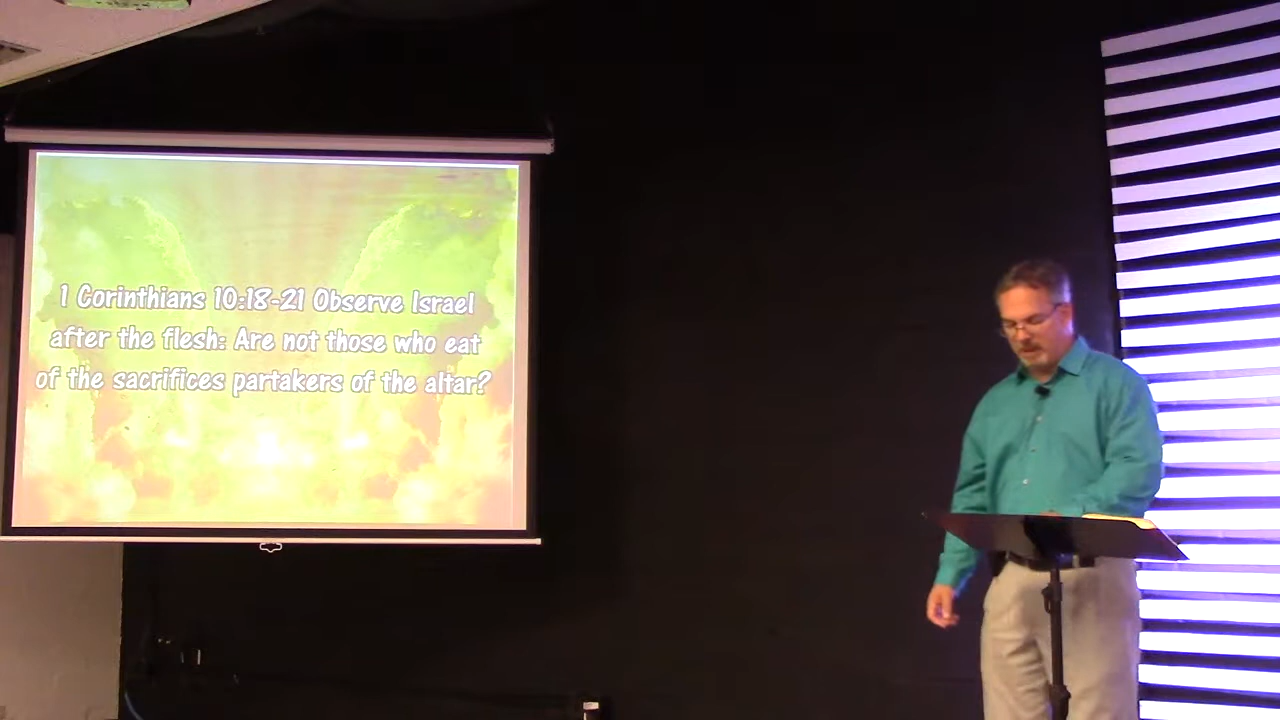 1 Corinthians 10:18-21 Observe Israel
after the flesh: Are not those who eat
of the sacrifices partakers of the altar?